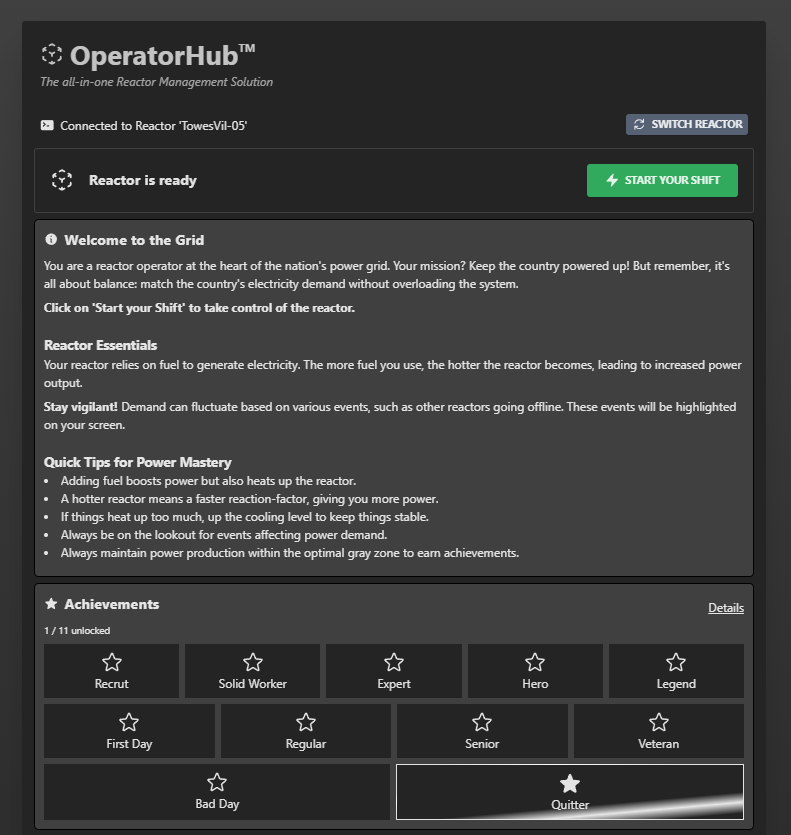 OperatorHub™
The all-in-one Reactor Management Solution
Connected to Reactor 'TowesVil-05'
SWITCH REACTOR
Reactor is ready
START YOUR SHIFT
Welcome to the Grid
You are a reactor operator at the heart of the nation's power grid. Your mission? Keep the country powered up! But remember, it's
all about balance: match the country's electricity demand without overloading the system.
Click on 'Start your Shift' to take control of the reactor.
Reactor Essentials
Your reactor relies on fuel to generate electricity. The more fuel you use, the hotter the reactor becomes, leading to increased power
output.
Stay vigilant! Demand can fluctuate based on various events, such as other reactors going offline. These events will be highlighted
on your screen.
Quick Tips for Power Mastery
• Adding fuel boosts power but also heats up the reactor.
• A hotter reactor means a faster reaction-factor, giving you more power.
• If things heat up too much, up the cooling level to keep things stable.
• Always be on the lookout for events affecting power demand.
• Always maintain power production within the optimal gray zone to earn achievements.
Achievements
Details
1 / 11 unlocked
Recrut
Solid Worker
Expert
Hero
Legend
First Day
Regular
Senior
Veteran
Bad Day
Quitter